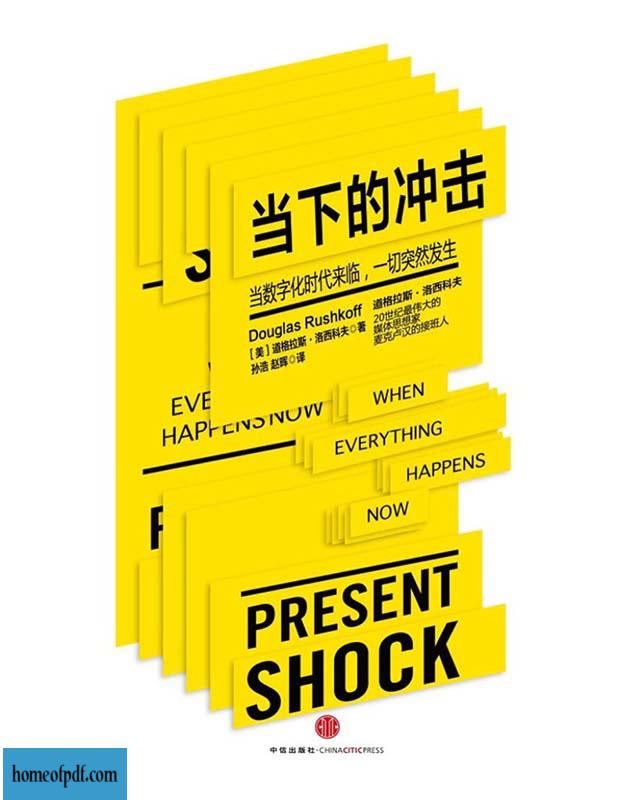 当下的冲击
当数字化时代来临，一切突然发生
Douglas Rushkoff
[美] 道格拉斯·洛西科夫◎著
孙浩 赵晖◎译
道格拉斯·洛西科夫
20世纪最伟大的
媒体思想家
麦克卢汉的接班人
EVE
HAPPENS NOW
WHEN
EVERYTHING
HAPPENS
NOW
PRESENT
SHOCK
中信出版社·CHINACITICPRESS
homeofpdf.com